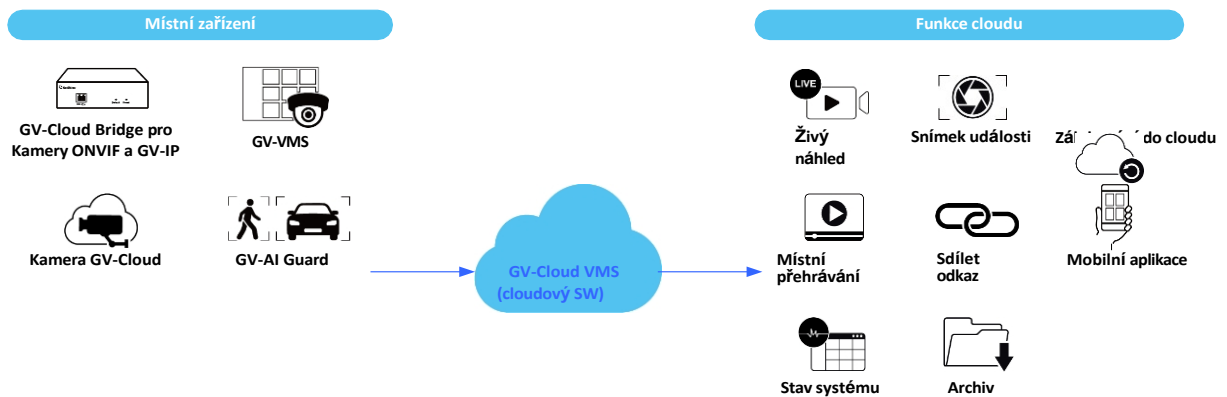 Místní zařízení
GV-Cloud Bridge pro
Kamery ONVIF a GV-IP
GV-VMS
Kamera GV-Cloud
GV-AI Guard
GV-Cloud VMS
(cloudový SW)
Funkce cloudu
LIVE
Živý
náhled
Snímek události
do cloudu
Místní
přehrávání
Sdílet
odkaz
Mobilní aplikace
Stav systému
Archiv